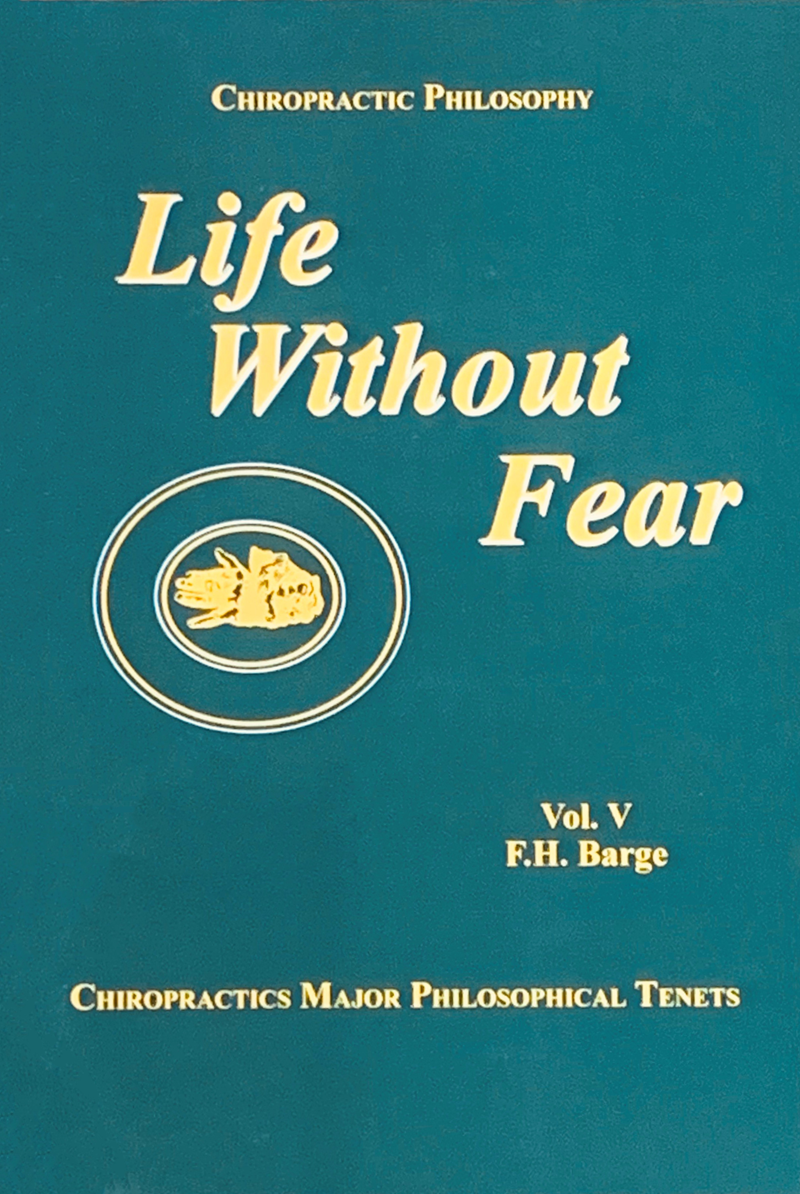 CHIROPRACTIC PHILOSOPHY
Life
Without
Fear
Vol. V
F.H. Barge
CHIROPRACTICS MAJOR PHILOSOPHICAL TENETS